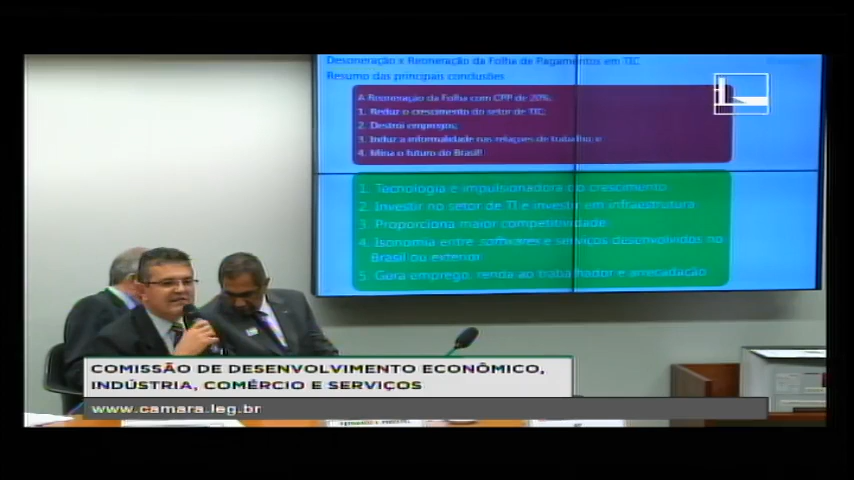 Desoneração e Reoneração da Folha de Pagamentos em TIC
Resumo das principais conclusões
A Reoneração da Folha com CPP de 20%:
1. Reduz o crescimento do setor de TIC;
2. Destrói empregos;
3. Induz a informalidade nas relações de trabalho; e
4. Mina o futuro do Brasil!
1. Tecnologia é impulsionadora do crescimento
2. Investir no setor de TI é investir em infraestrutura
3. Proporciona maior competitividade
4. Isonomia entre softwares e serviços desenvolvidos no
Brasil ou exterior
5. Gera emprego, renda ao trabalhador e arrecadação
COMISSÃO DE DESENVOLVIMENTO ECONÔMICO,
INDÚSTRIA, COMÉRCIO E SERVIÇOS
www.camara.leg.br